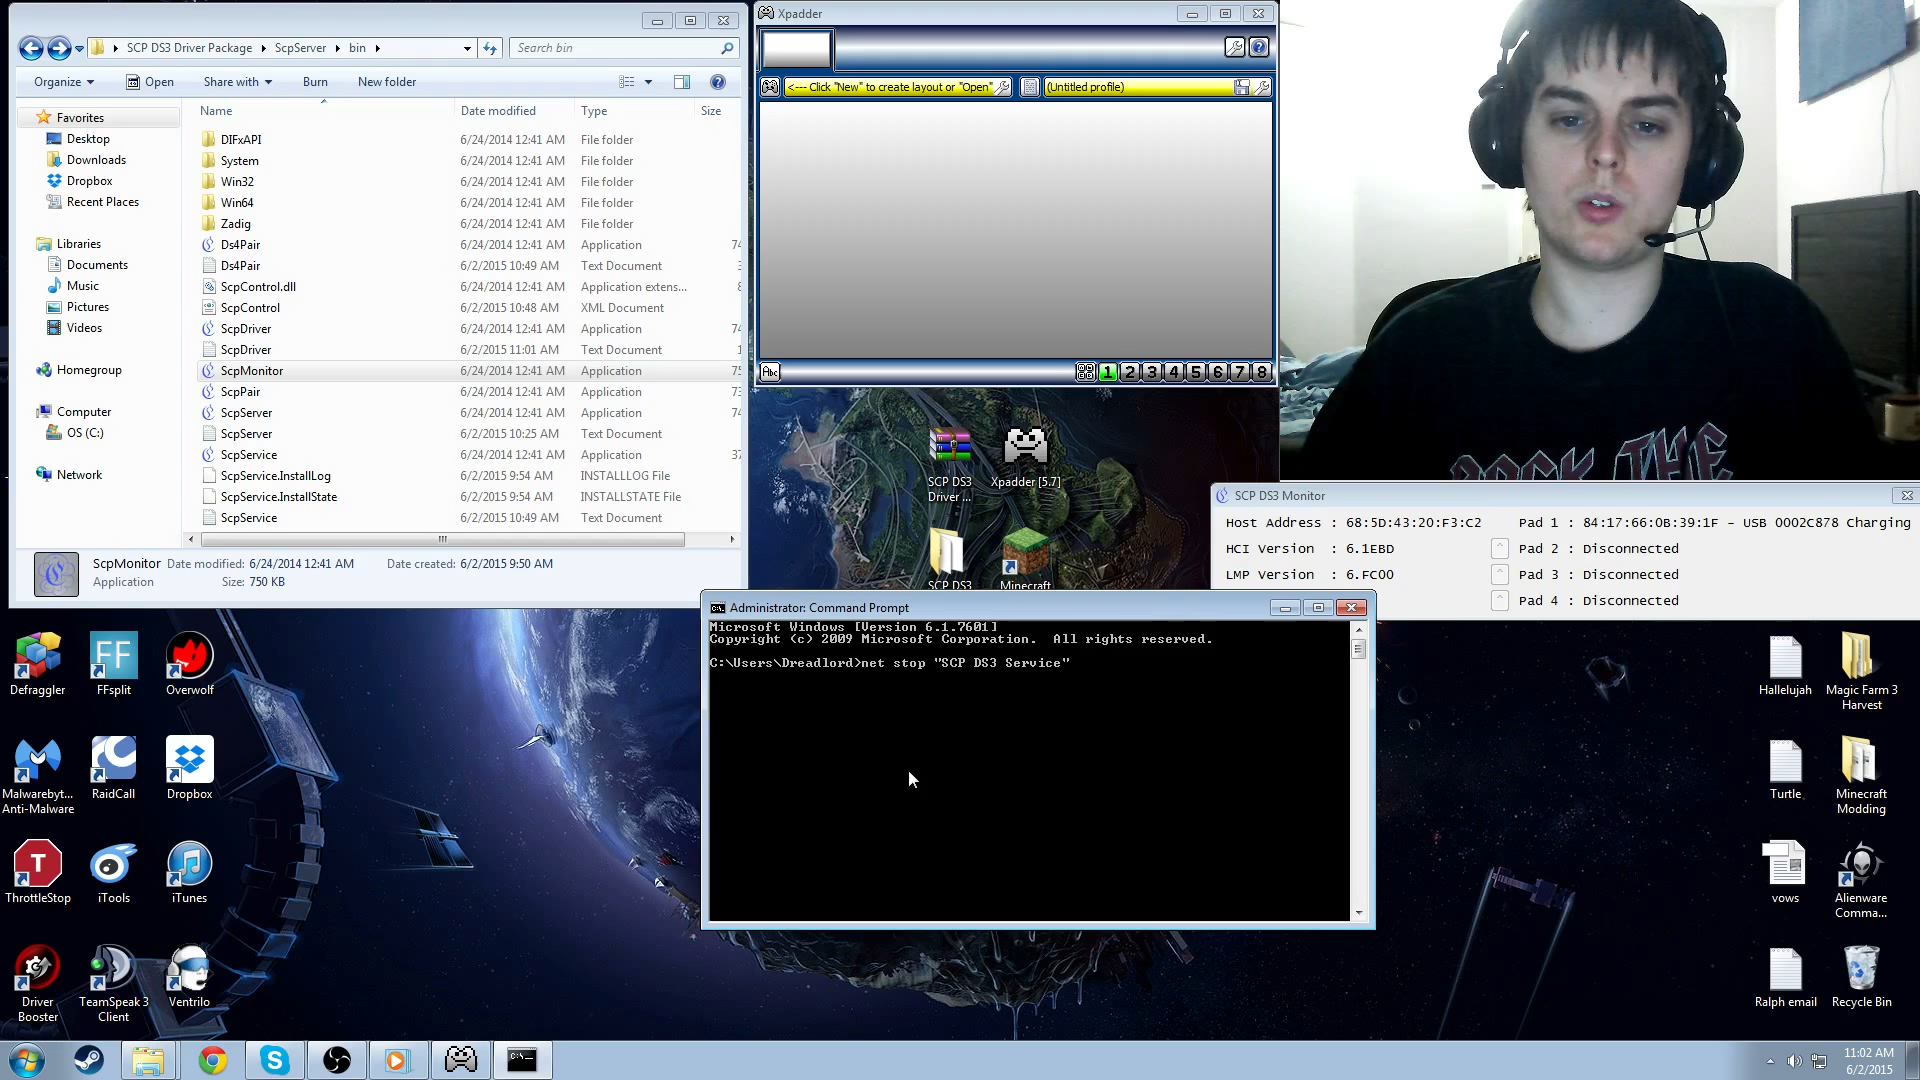 SCP DS3 Driver Package ScpServer bin
Search bin
Organize Open Share with Burn New folder
Name Date modified Type Size
Favorites
Desktop
Downloads
Dropbox
Recent Places
Libraries
Documents
Music
Pictures
Videos
Homegroup
Computer
OS (C:)
Network
DIFxAPI 6/24/2014 12:41 AM File folder
System 6/24/2014 12:41 AM File folder
Win32 6/24/2014 12:41 AM File folder
Win64 6/24/2014 12:41 AM File folder
Zadig 6/24/2014 12:41 AM File folder
Ds4Pair 6/24/2014 12:41 AM Application 74
Ds4Pair 6/2/2015 10:49 AM Text Document
ScpControl.dll 6/24/2014 12:41 AM Application extens...
ScpControl 6/2/2015 10:48 AM XML Document
ScpDriver 6/24/2014 12:41 AM Application 74
ScpDriver 6/2/2015 11:01 AM Text Document
ScpMonitor 6/24/2014 12:41 AM Application 75
ScpPair 6/24/2014 12:41 AM Application 73
ScpServer 6/24/2014 12:41 AM Application 74
ScpServer 6/2/2015 10:25 AM Text Document
ScpService 6/24/2014 12:41 AM Application 37
ScpService.InstallLog 6/2/2015 9:54 AM INSTALLLOG File
ScpService.InstallState 6/2/2015 9:54 AM INSTALLSTATE File
ScpService 6/2/2015 10:49 AM Text Document
ScpMonitor Date modified: 6/24/2014 12:41 AM Date created: 6/2/2015 9:50 AM
Application Size: 750 KB
Xpadder
<--- Click "New" to create layout or "Open" (Untitled profile)
Abc 1 2 3 4 5 6 7 8
SCP DS3
Driver ...
Xpadder [5.7]
SCP DS3
Minecraft
ROCK THE
SCP DS3 Monitor
Host Address : 68:5D:43:20:F3:C2 Pad 1 : 84:17:66:0B:39:1F - USB 0002C878 Charging
HCI Version : 6.1EBD Pad 2 : Disconnected
LMP Version : 6.FC00 Pad 3 : Disconnected
Pad 4 : Disconnected
Administrator: Command Prompt
Microsoft Windows [Version 6.1.7601]
Copyright (c) 2009 Microsoft Corporation. All rights reserved.
C:\Users\Dreadlord>net stop "SCP DS3 Service"
Defraggler
FF
FFsplit
Overwolf
Malwarebyt...
Anti-Malware
RaidCall
Dropbox
T
ThrottleStop
iTools
iTunes
Driver
Booster
TeamSpeak 3
Client
Ventrilo
Hallelujah
Magic Farm 3
Harvest
Turtle
Minecraft
Modding
vows
Alienware
Comma...
Ralph email
Recycle Bin
C:\_
11:02 AM
6/2/2015